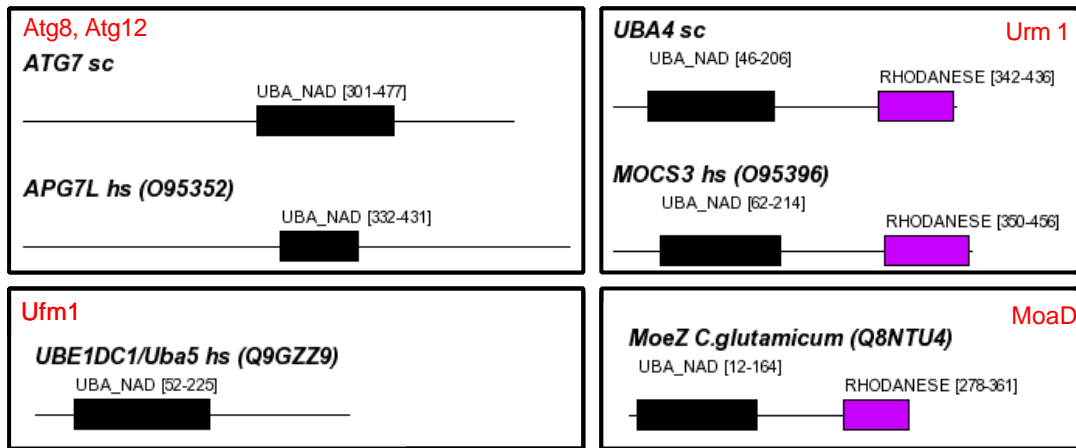 Atg8, Atg12
ATG7 sc
UBA_NAD [301-477]
APG7L hs (O95352)
UBA_NAD [332-431]
UBA4 sc
Urm 1
UBA_NAD [46-206]
RHODANESE [342-436]
MOCS3 hs (O95396)
UBA_NAD [62-214]
RHODANESE [350-456]
Ufm1
UBE1DC1/Uba5 hs (Q9GZZ9)
UBA_NAD [52-225]
MoaD
MoeZ C.glutamicum (Q8NTU4)
UBA_NAD [12-164]
RHODANESE [278-361]